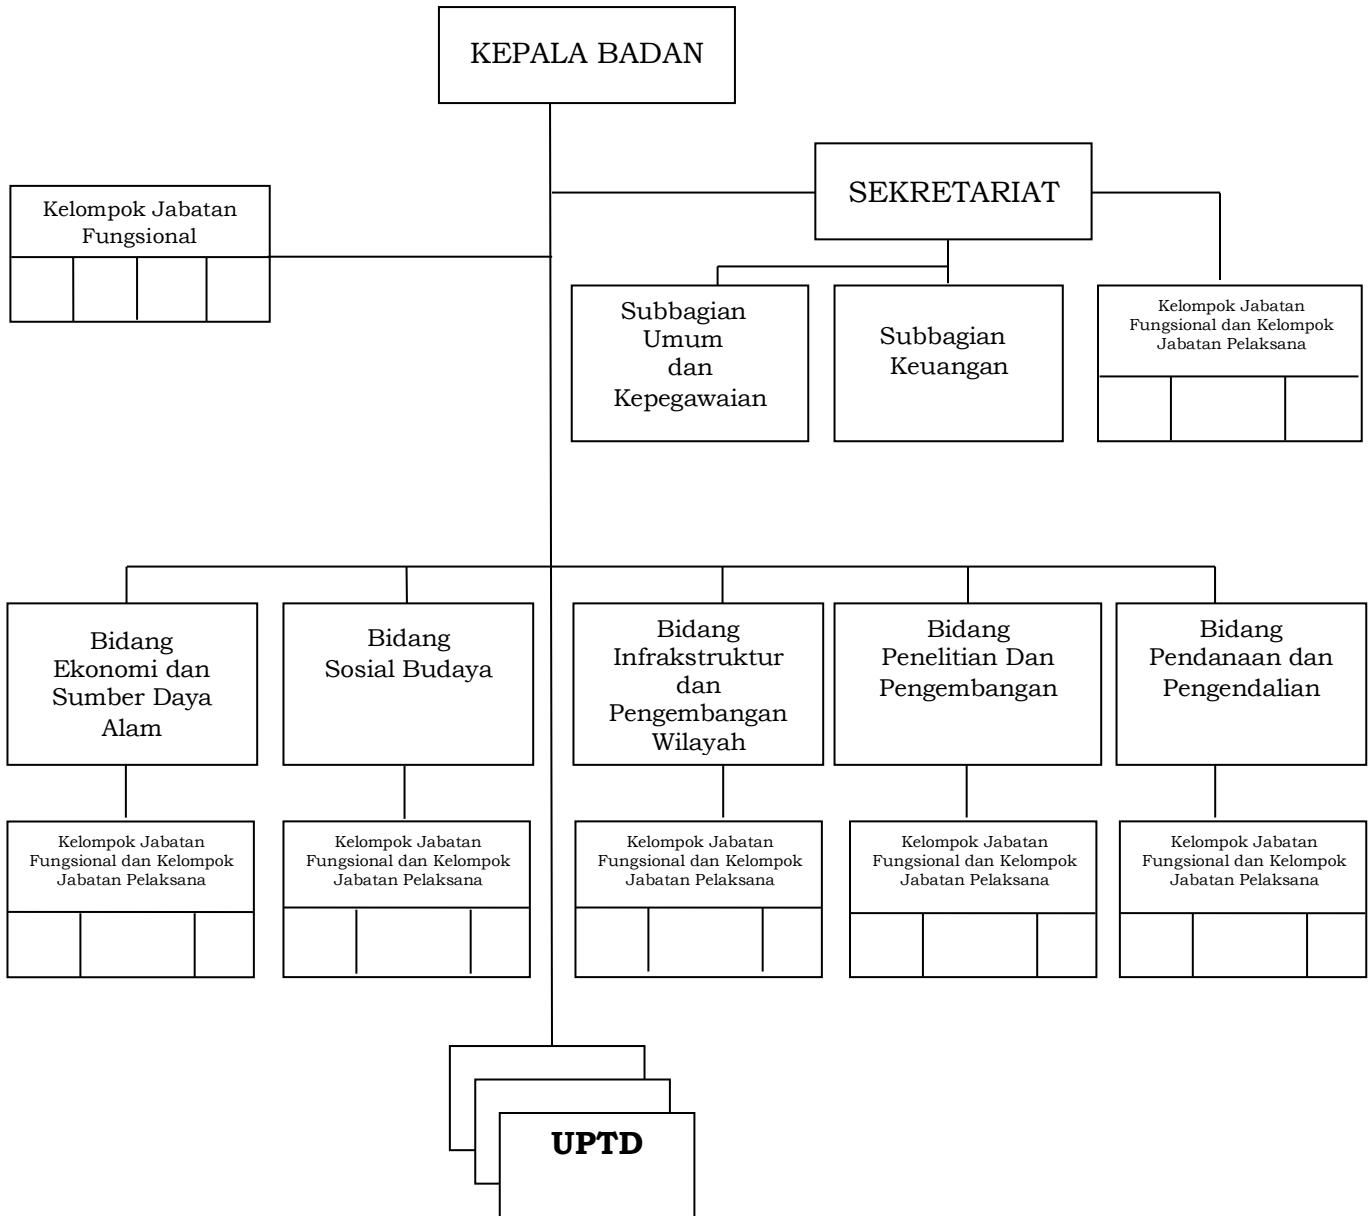 KEPALA BADAN
SEKRETARIAT
Kelompok Jabatan
Fungsional
Subbagian
Umum
dan
Kepegawaian
Subbagian
Keuangan
Kelompok Jabatan
Fungsional dan Kelompok
Jabatan Pelaksana
Bidang
Ekonomi dan
Sumber Daya
Alam
Bidang
Sosial Budaya
Bidang
Infrakstruktur
dan
Pengembangan
Wilayah
Bidang
Penelitian Dan
Pengembangan
Bidang
Pendanaan dan
Pengendalian
Kelompok Jabatan
Fungsional dan Kelompok
Jabatan Pelaksana
Kelompok Jabatan
Fungsional dan Kelompok
Jabatan Pelaksana
Kelompok Jabatan
Fungsional dan Kelompok
Jabatan Pelaksana
Kelompok Jabatan
Fungsional dan Kelompok
Jabatan Pelaksana
Kelompok Jabatan
Fungsional dan Kelompok
Jabatan Pelaksana
UPTD